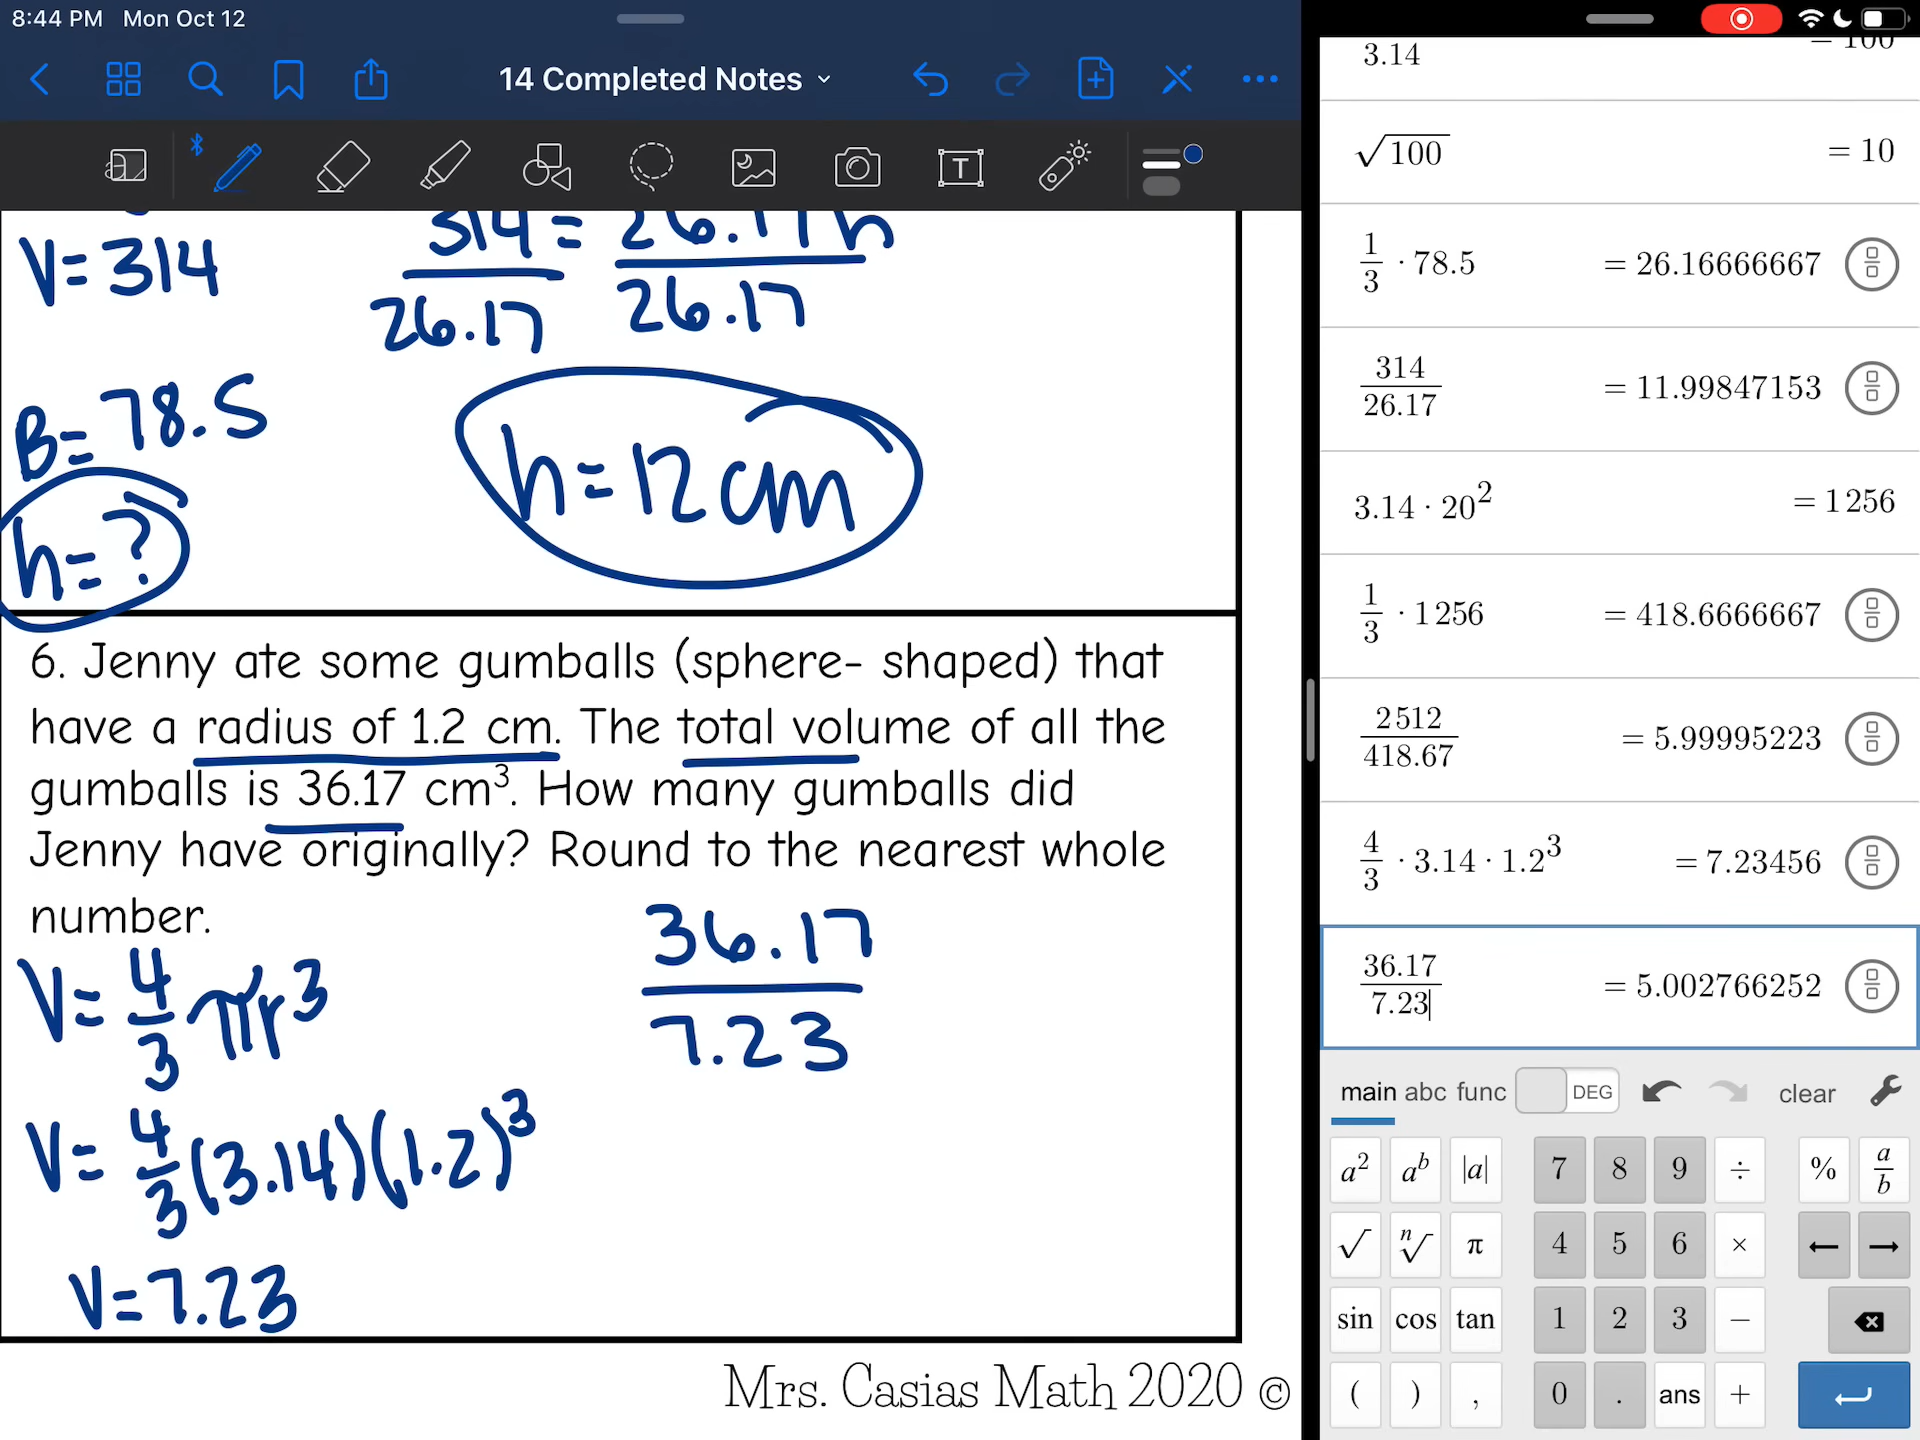 8:44 PM Mon Oct 12
14 Completed Notes
V=314
314 = 26.17h
26.17 26.17
B=78.5
h=?
h=12cm
6. Jenny ate some gumballs (sphere- shaped) that
have a radius of 1.2 cm. The total volume of all the
gumballs is 36.17 cm³. How many gumballs did
Jenny have originally? Round to the nearest whole
number.
V=4/3πr³
V=4/3(3.14)(1.2)³
V=7.23
36.17
7.23
Mrs. Casias Math 2020 ©
3.14 = 100
√100 = 10
1/3 · 78.5 = 26.16666667
314/26.17 = 11.99847153
3.14 · 20² = 1256
1/3 · 1256 = 418.6666667
2512/418.67 = 5.99995223
4/3 · 3.14 · 1.2³ = 7.23456
36.17/7.23 = 5.002766252
main abc func DEG clear
a² aᵇ |a| 7 8 9 ÷ % a/b
√ ⁿ√ π 4 5 6 × ← →
sin cos tan 1 2 3 −
( ) , 0 . ans +